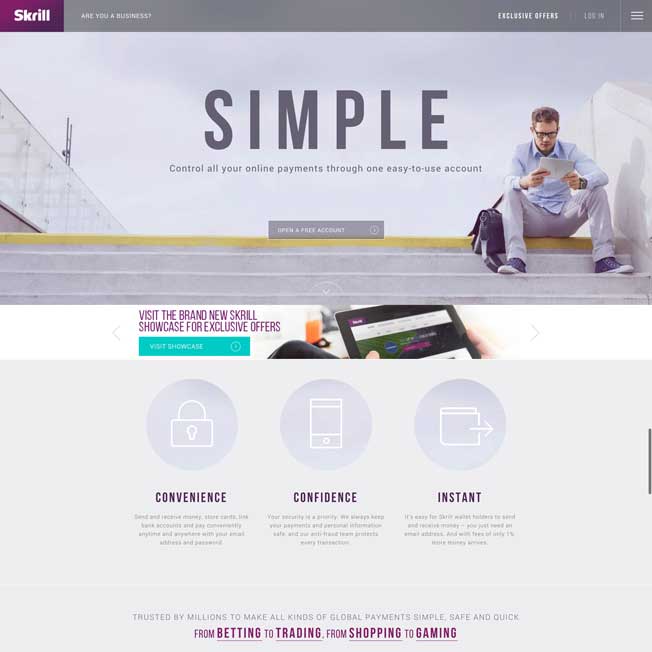 Skrill
ARE YOU A BUSINESS?
EXCLUSIVE OFFERS
LOG IN
SIMPLE
Control all your online payments through one easy-to-use account
OPEN A FREE ACCOUNT
VISIT THE BRAND NEW SKRILL
SHOWCASE FOR EXCLUSIVE OFFERS
VISIT SHOWCASE
CONVENIENCE
Send and receive money, store cards, link
bank accounts and pay conveniently
anytime and anywhere with your email
address and password.
CONFIDENCE
Your security is a priority. We always keep
your payments and personal information
safe, and our anti-fraud team protects
every transaction.
INSTANT
It's easy for Skrill wallet holders to send
and receive money – you just need an
email address. And with fees of only 1%
more money arrives.
TRUSTED BY MILLIONS TO MAKE ALL KINDS OF GLOBAL PAYMENTS SIMPLE, SAFE AND QUICK
FROM BETTING TO TRADING, FROM SHOPPING TO GAMING